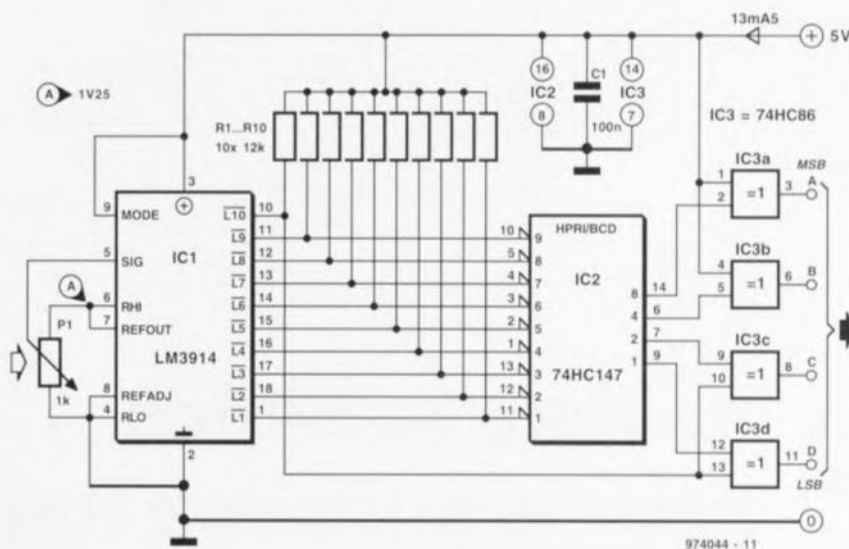 13mA5
5V
A
1V25
16
14
C1
IC2
IC3
8
7
100n
IC3 = 74HC86
R1...R10
10x 12k
IC3a
MSB
1
2
=1
3
A
3
9
MODE
L10
10
5
SIG
IC1
L9
11
10
9
HPRI/BCD
L8
12
5
8
IC2
IC3b
A
6
RHI
L7
13
4
7
4
5
=1
6
B
P1
7
REFOUT
L6
14
3
6
8
14
L5
15
2
5
4
6
LM3914
L4
16
1
4
2
7
IC3c
1k
8
REFADJ
L3
17
13
3
1
9
9
10
=1
8
C
4
RLO
L2
18
12
2
74HC147
L1
1
11
1
IC3d
2
12
13
=1
11
D
LSB
0
974044 - 11